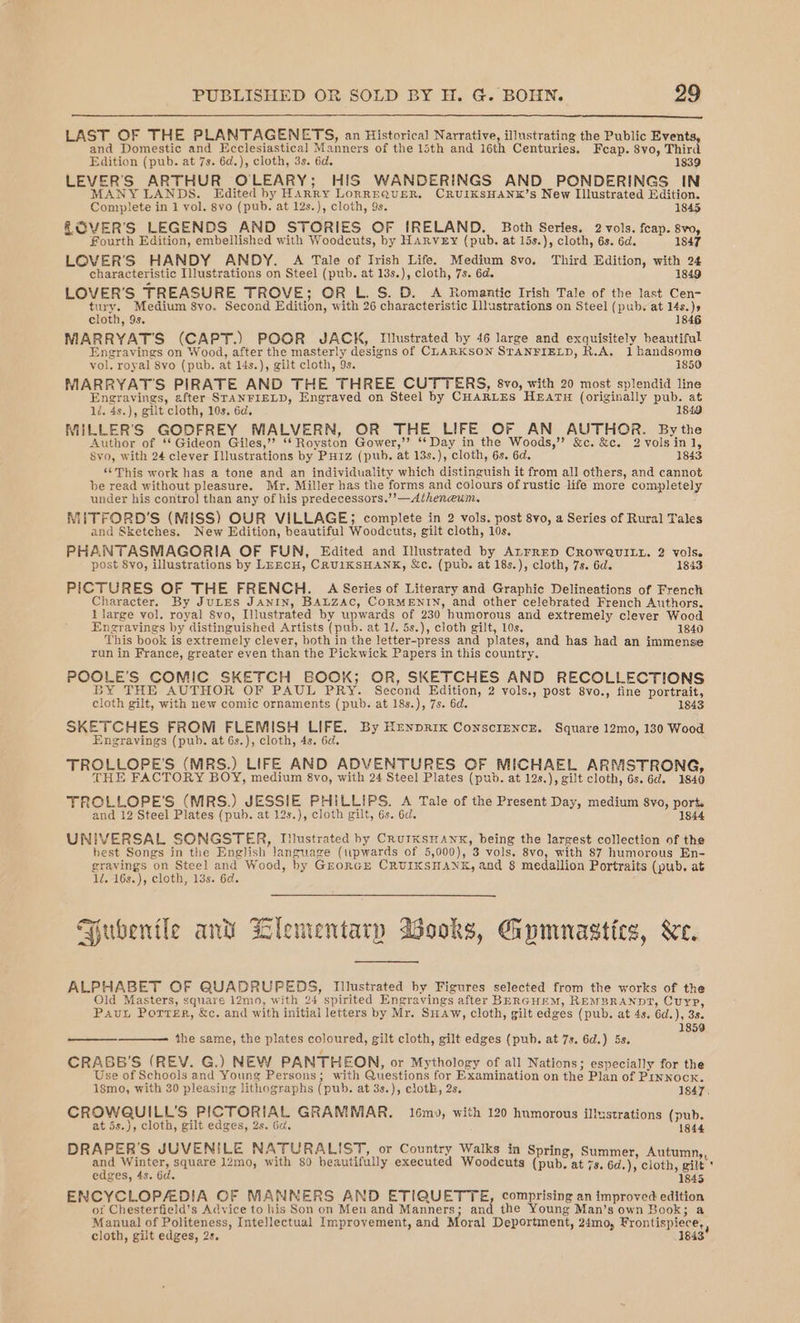 PUBLISHED OR SOLD BY H. G. BOHN. 29
LAST OF THE PLANTAGENETS, an Historical Narrative, illustrating the Public Events,
and Domestic and Ecclesiastical Manners of the 15th and 16th Centuries. Fcap. 8vo, Third
Edition (pub. at 7s. 6d.), cloth, 3s. 6d. 1839
LEVER'S ARTHUR O'LEARY; HIS WANDERINGS AND PONDERINGS IN
MANY LANDS. Edited by HARRY LORREQUER. CRUIKSHANK'S New Illustrated Edition.
Complete in 1 vol. 8vo (pub. at 12s.), cloth, 9s. 1845
LOVER'S LEGENDS AND STORIES OF IRELAND. Both Series. 2 vols. fcap. 8vo,
Fourth Edition, embellished with Woodcuts, by HARVEY (pub. at 15s.), cloth, 6s. 6d. 1847
LOVER'S HANDY ANDY. A Tale of Irish Life. Medium 8vo. Third Edition, with 24
characteristic Illustrations on Steel (pub. at 13s.), cloth, 7s. 6d. 1849
LOVER'S TREASURE TROVE; OR L. S. D. A Romantic Irish Tale of the last Cen-
tury. Medium 8vo. Second Edition, with 26 characteristic Illustrations on Steel (pub. at 14s.),
cloth, 9s. 1846
MARRYAT'S (CAPT.) POOR JACK, Illustrated by 46 large and exquisitely beautiful
Engravings on Wood, after the masterly designs of CLARKSON STANFIELD, R.A. 1 handsome
vol. royal 8vo (pub. at 14s.), gilt cloth, 9s. 1850
MARRYAT'S PIRATE AND THE THREE CUTTERS, 8vo, with 20 most splendid line
Engravings, after STANFIELD, Engraved on Steel by CHARLES HEATH (originally pub. at
1l. 4s.), gilt cloth, 10s. 6d. 1849
MILLER'S GODFREY MALVERN, OR THE LIFE OF AN AUTHOR. By the
Author of "Gideon Giles," "Royston Gower," "Day in the Woods," &c. &c. 2 vols in 1,
8vo, with 24 clever Illustrations by PHIZ (pub. at 13s.), cloth, 6s. 6d. 1843
"This work has a tone and an individuality which distinguish it from all others, and cannot
be read without pleasure. Mr. Miller has the forms and colours of rustic life more completely
under his control than any of his predecessors."—Athenæum.
MITFORD'S (MISS) OUR VILLAGE; complete in 2 vols. post 8vo, a Series of Rural Tales
and Sketches. New Edition, beautiful Woodcuts, gilt cloth, 10s.
PHANTASMAGORIA OF FUN, Edited and Illustrated by ALFRED CROWQUILL. 2 vols.
post 8vo, illustrations by LEECH, CRUIKSHANK, &c. (pub. at 18s.), cloth, 7s. 6d. 1843
PICTURES OF THE FRENCH. A Series of Literary and Graphic Delineations of French
Character. By JULES JANIN, BALZAC, CORMENIN, and other celebrated French Authors.
1 large vol. royal 8vo, Illustrated by upwards of 230 humorous and extremely clever Wood
Engravings by distinguished Artists (pub. at 1l. 5s.), cloth gilt, 10s. 1840
This book is extremely clever, both in the letter-press and plates, and has had an immense
run in France, greater even than the Pickwick Papers in this country.
POOLE'S COMIC SKETCH BOOK; OR, SKETCHES AND RECOLLECTIONS
BY THE AUTHOR OF PAUL PRY. Second Edition, 2 vols., post 8vo., fine portrait,
cloth gilt, with new comic ornaments (pub. at 18s.), 7s. 6d. 1843
SKETCHES FROM FLEMISH LIFE. By HENDRIK CONSCIENCE. Square 12mo, 130 Wood
Engravings (pub. at 6s.), cloth, 4s. 6d.
TROLLOPE'S (MRS.) LIFE AND ADVENTURES OF MICHAEL ARMSTRONG,
THE FACTORY BOY, medium 8vo, with 24 Steel Plates (pub. at 12s.), gilt cloth, 6s. 6d. 1840
TROLLOPE'S (MRS.) JESSIE PHILLIPS. A Tale of the Present Day, medium 8vo, port.
and 12 Steel Plates (pub. at 12s.), cloth gilt, 6s. 6d. 1844
UNIVERSAL SONGSTER, Illustrated by CRUIKSHANK, being the largest collection of the
best Songs in the English language (upwards of 5,000), 3 vols. 8vo, with 87 humorous En-
gravings on Steel and Wood, by GEORGE CRUIKSHANK, and 8 medallion Portraits (pub. at
1l. 16s.), cloth, 13s. 6d.
Juvenile and Elementary Books, Gymnastics, &c.
ALPHABET OF QUADRUPEDS, Illustrated by Figures selected from the works of the
Old Masters, square 12mo, with 24 spirited Engravings after BERGHEM, REMBRANDT, CUYP,
PAUL POTTER, &c. and with initial letters by Mr. SHAW, cloth, gilt edges (pub. at 4s. 6d.), 3s.
1850
——— the same, the plates coloured, gilt cloth, gilt edges (pub. at 7s. 6d.) 5s.
CRABB'S (REV. G.) NEW PANTHEON, or Mythology of all Nations; especially for the
Use of Schools and Young Persons; with Questions for Examination on the Plan of PINNOCK.
18mo, with 30 pleasing lithographs (pub. at 3s.), cloth, 2s. 1847
CROWQUILL'S PICTORIAL GRAMMAR. 16mo, with 120 humorous illustrations (pub.
at 5s.), cloth, gilt edges, 2s. 6d. 1844
DRAPER'S JUVENILE NATURALIST, or Country Walks in Spring, Summer, Autumn,
and Winter, square 12mo, with 80 beautifully executed Woodcuts (pub. at 7s. 6d.), cloth, gilt
edges, 4s. 6d. 1845
ENCYCLOPÆDIA OF MANNERS AND ETIQUETTE, comprising an improved edition
of Chesterfield's Advice to his Son on Men and Manners; and the Young Man's own Book; a
Manual of Politeness, Intellectual Improvement, and Moral Deportment, 24mo, Frontispiece,
cloth, gilt edges, 2s. 1843